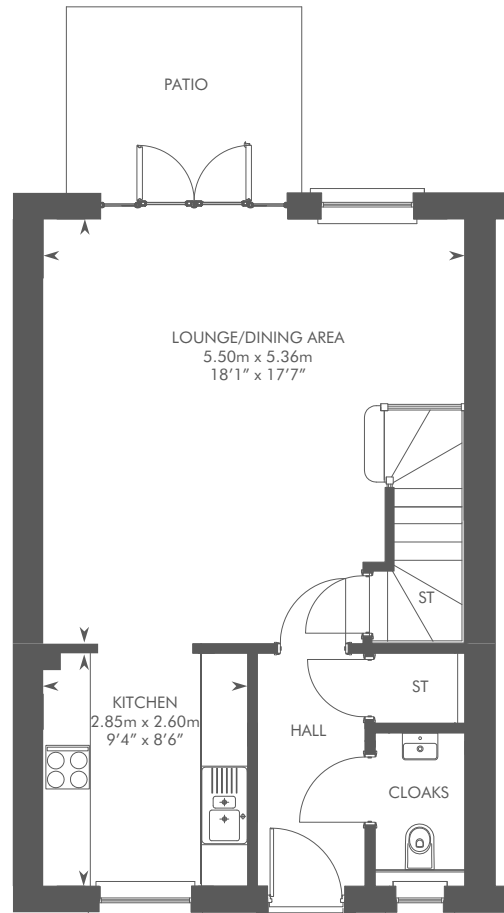 PATIO
LOUNGE/DINING AREA
5.50m x 5.36m
18’1” x 17’7”
ST
KITCHEN
2.85m x 2.60m
9’4” x 8’6”
ST
HALL
CLOAKS